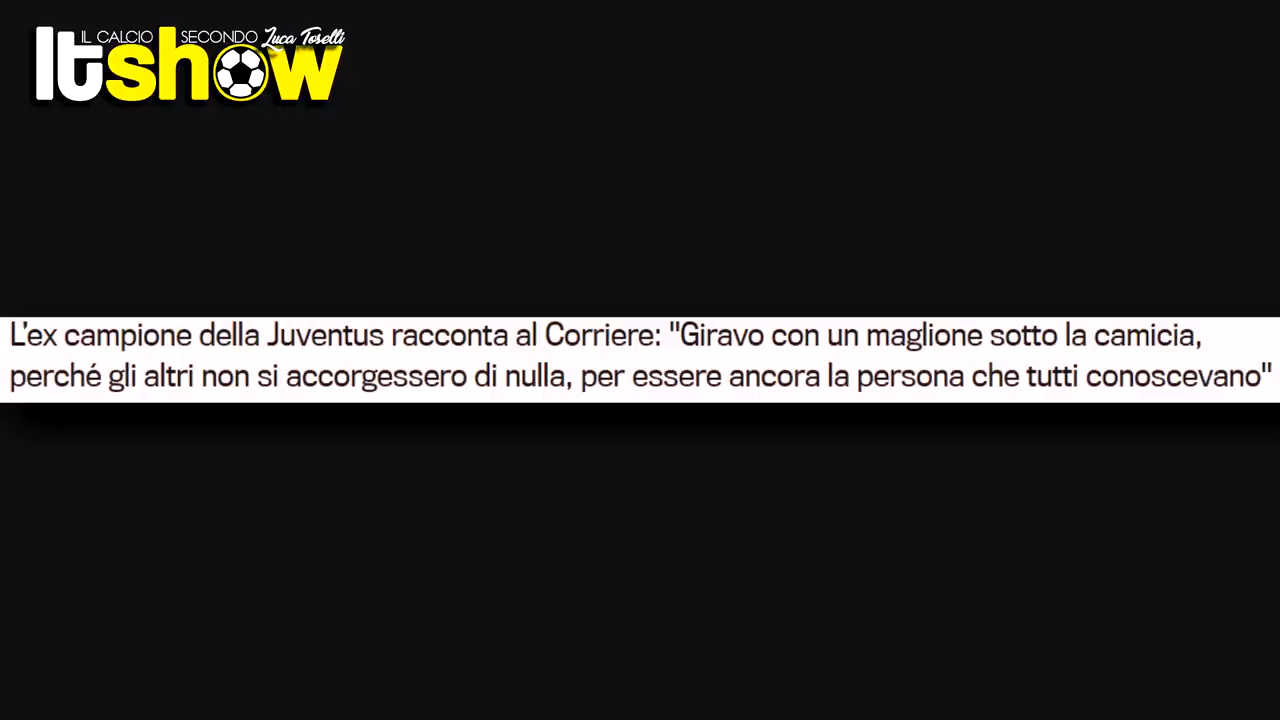 IL CALCIO SECONDO Luca Toselli
ltshow
L'ex campione della Juventus racconta al Corriere: "Giravo con un maglione sotto la camicia,
perché gli altri non si accorgessero di nulla, per essere ancora la persona che tutti conoscevano"